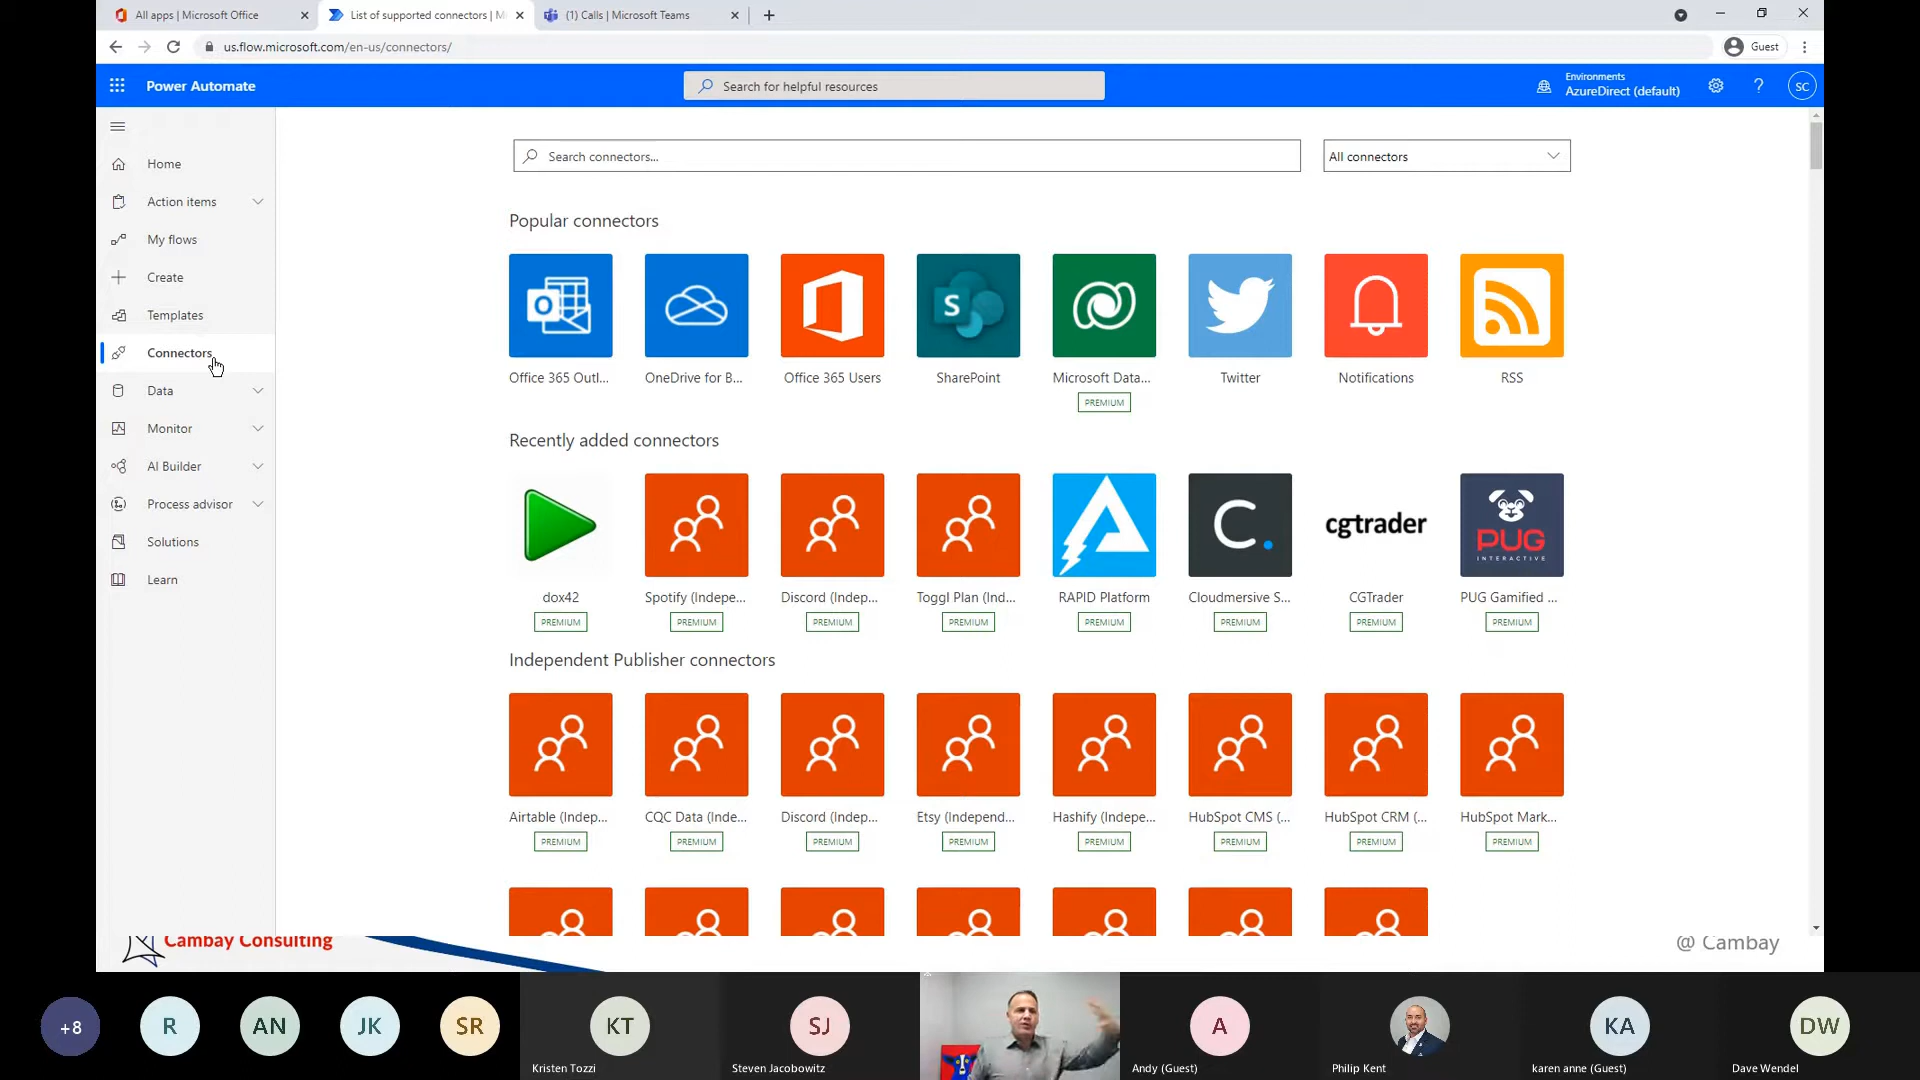 All apps | Microsoft Office
List of supported connectors | M
(1) Calls | Microsoft Teams
us.flow.microsoft.com/en-us/connectors/
Guest
Power Automate
Search for helpful resources
Environments
AzureDirect (default)
?
SC
Home
Action items
My flows
Create
Templates
Connectors
Data
Monitor
AI Builder
Process advisor
Solutions
Learn
Search connectors...
All connectors
Popular connectors
O
S
Office 365 Outl...
OneDrive for B...
Office 365 Users
SharePoint
Microsoft Data...
Twitter
Notifications
RSS
PREMIUM
Recently added connectors
C.
cgtrader
PUG
INTERACTIVE
dox42
Spotify (Indepe...
Discord (Indep...
Toggl Plan (Ind...
RAPID Platform
Cloudmersive S...
CGTrader
PUG Gamified ...
PREMIUM
PREMIUM
PREMIUM
PREMIUM
PREMIUM
PREMIUM
PREMIUM
PREMIUM
Independent Publisher connectors
Airtable (Indep...
CQC Data (Inde...
Discord (Indep...
Etsy (Independ...
Hashify (Indepe...
HubSpot CMS (...
HubSpot CRM (...
HubSpot Mark...
PREMIUM
PREMIUM
PREMIUM
PREMIUM
PREMIUM
PREMIUM
PREMIUM
PREMIUM
Cambay Consulting
@ Cambay
+8
R
AN
JK
SR
KT
SJ
A
KA
DW
Kristen Tozzi
Steven Jacobowitz
Andy (Guest)
Philip Kent
karen anne (Guest)
Dave Wendel